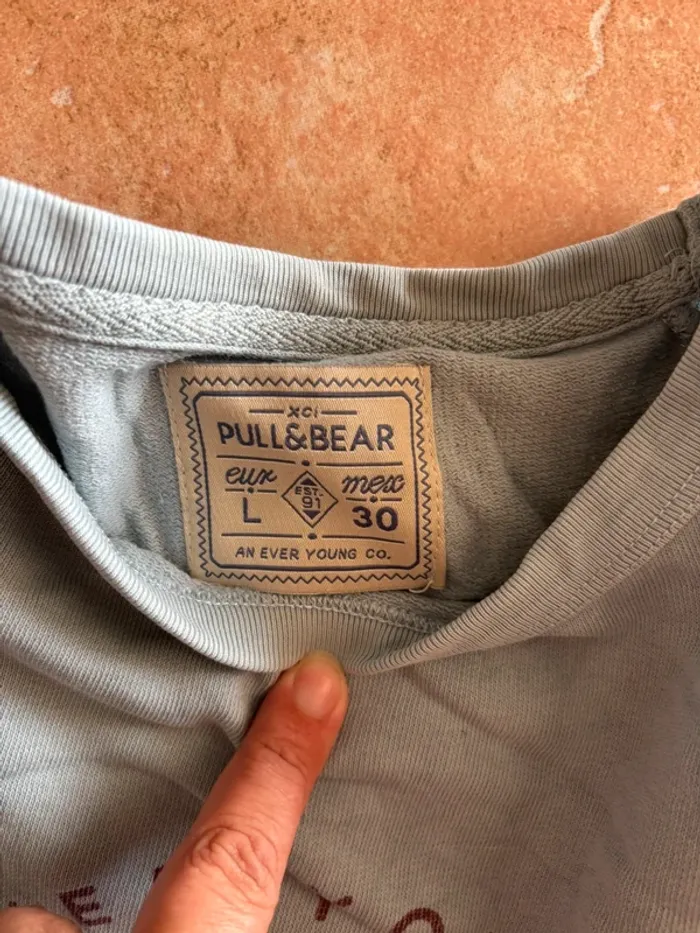 XCI
PULL&BEAR
eur
mex
EST.
91
L
30
AN EVER YOUNG CO.